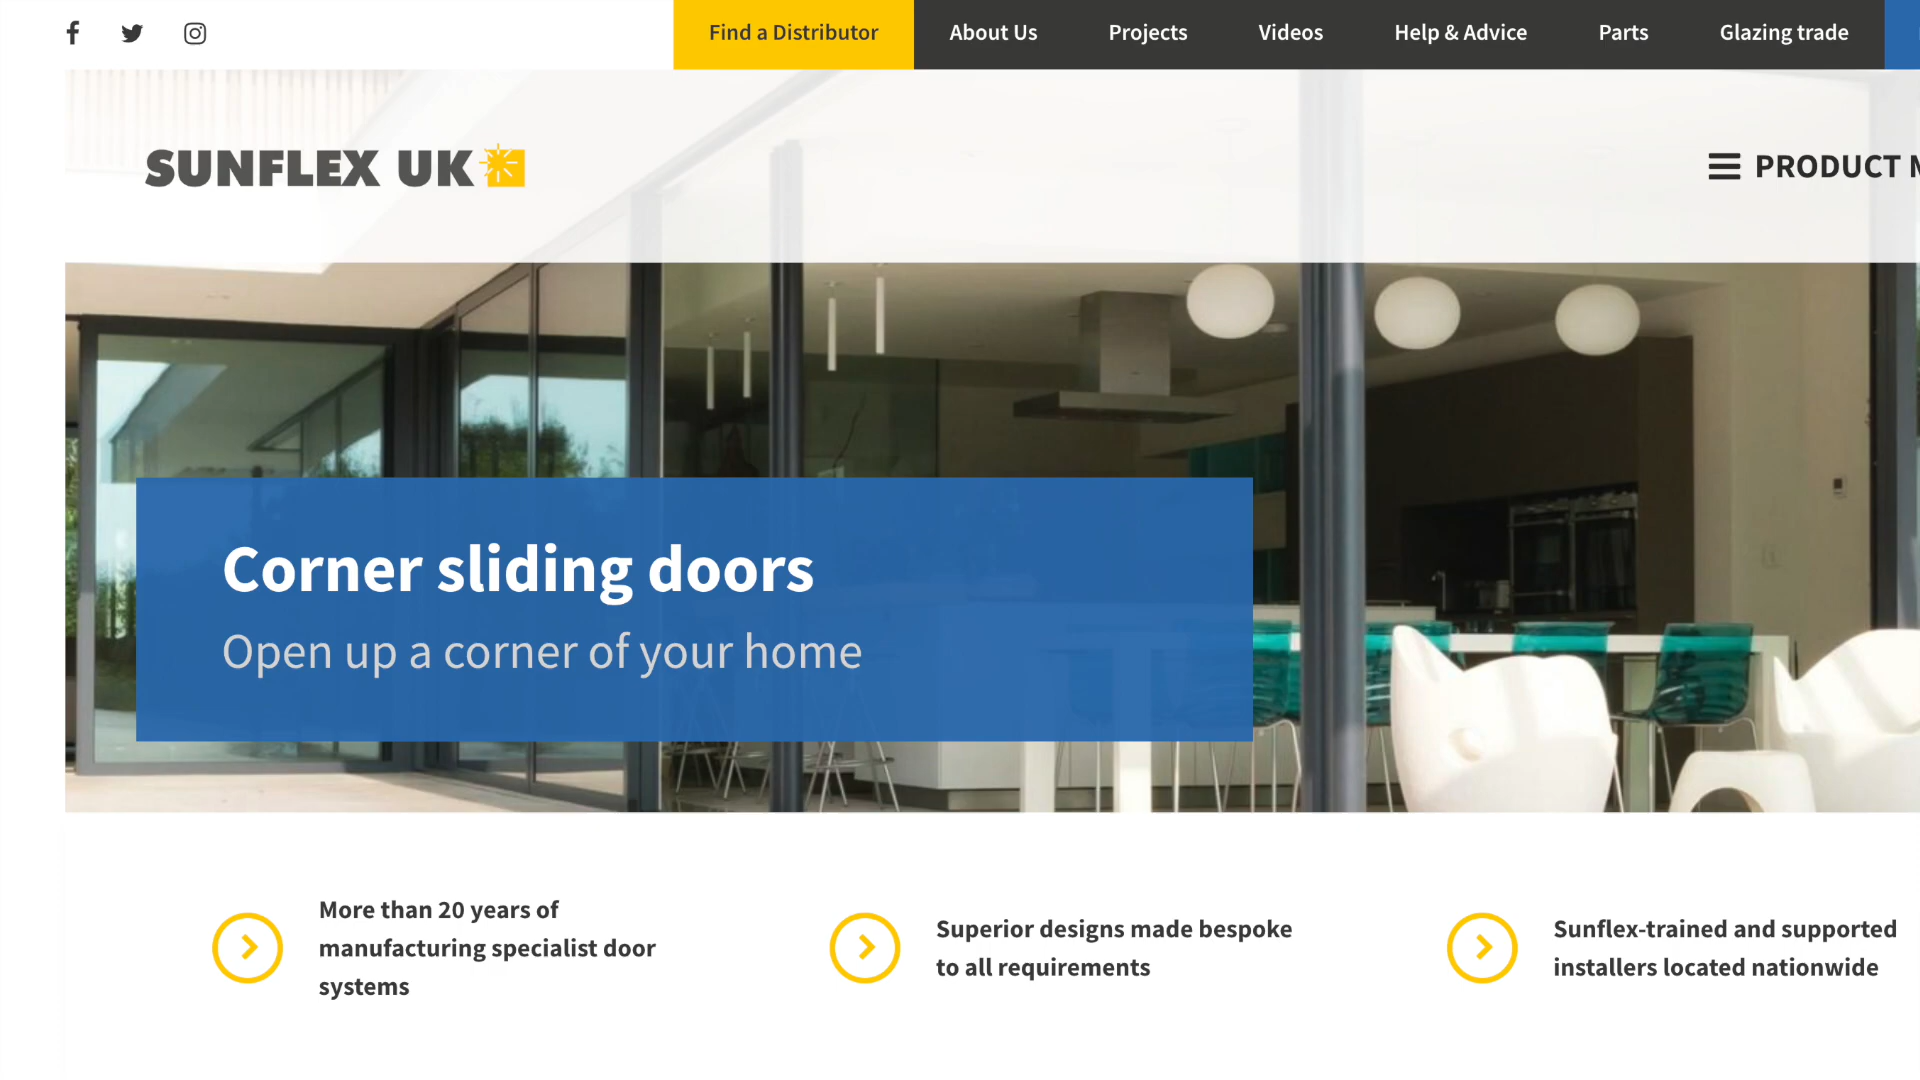 Find a Distributor
About Us
Projects
Videos
Help & Advice
Parts
Glazing trade
SUNFLEX UK
PRODUCT
Corner sliding doors
Open up a corner of your home
More than 20 years of
manufacturing specialist door
systems
Superior designs made bespoke
to all requirements
Sunflex-trained and supported
installers located nationwide